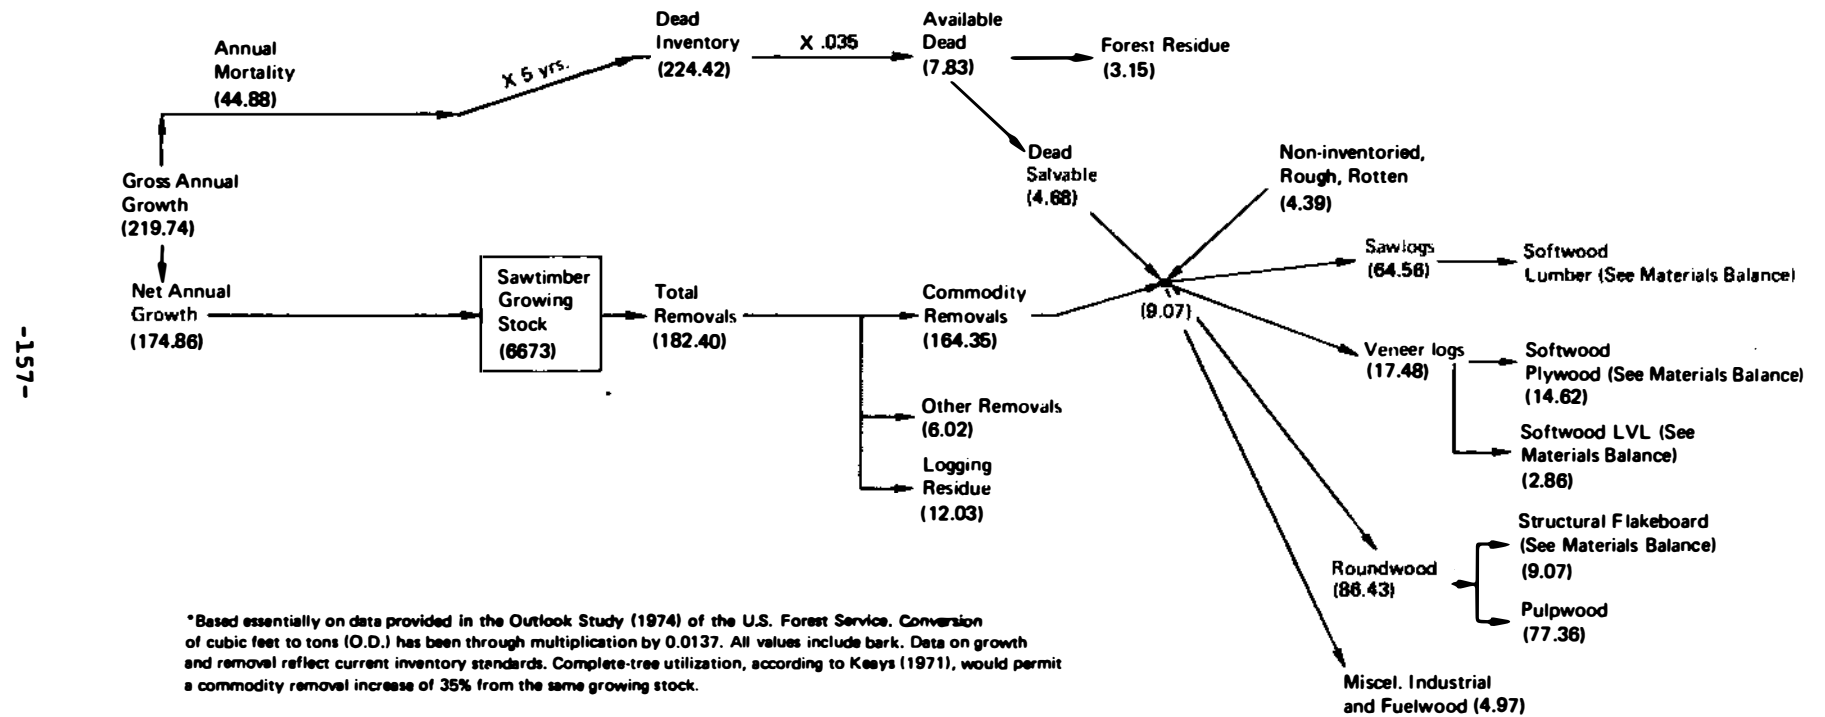 Annual
Mortality
(44.88)
X 5 yrs.
Dead
Inventory
(224.42)
X .035
Available
Dead
(7.83)
Forest Residue
(3.15)
Dead
Salvable
(4.68)
Non-inventoried,
Rough, Rotten
(4.39)
Gross Annual
Growth
(219.74)
Net Annual
Growth
(174.86)
Sawtimber
Growing
Stock
(6673)
Total
Removals
(182.40)
Commodity
Removals
(164.35)
(9.07)
Other Removals
(6.02)
Logging
Residue
(12.03)
Sawlogs
(64.56)
Softwood
Lumber (See Materials Balance)
Veneer logs
(17.48)
Softwood
Plywood (See Materials Balance)
(14.62)
Softwood LVL (See
Materials Balance)
(2.86)
Roundwood
(86.43)
Structural Flakeboard
(See Materials Balance)
(9.07)
Pulpwood
(77.36)
Miscel. Industrial
and Fuelwood (4.97)
*Based essentially on data provided in the Outlook Study (1974) of the U.S. Forest Service. Conversion
of cubic feet to tons (O.D.) has been through multiplication by 0.0137. All values include bark. Data on growth
and removal reflect current inventory standards. Complete-tree utilization, according to Keays (1971), would permit
a commodity removal increase of 35% from the same growing stock.
-157-